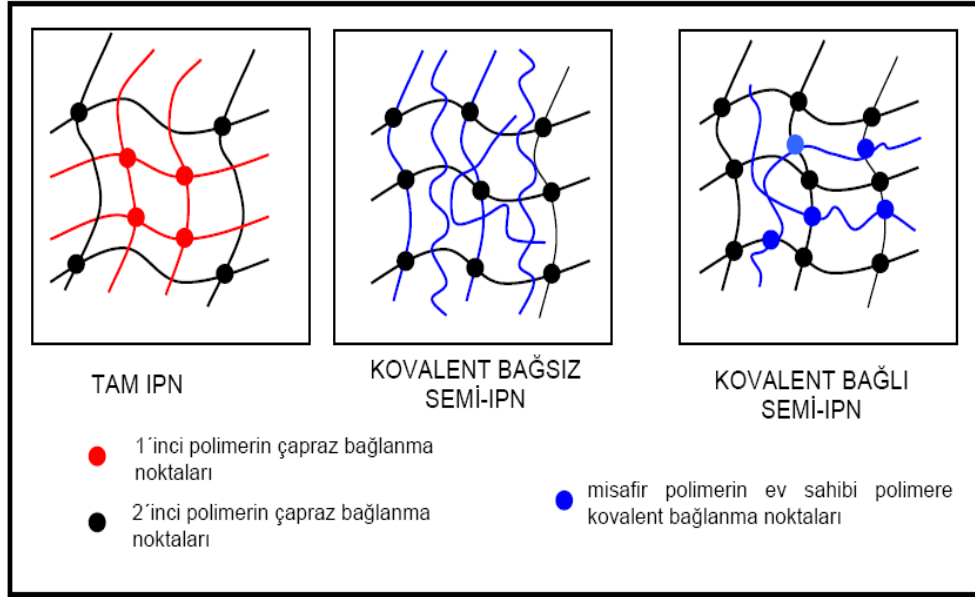 TAM IPN
KOVALENT BAĞSIZ
SEMİ-IPN
KOVALENT BAĞLI
SEMİ-IPN
1´inci polimerin çapraz bağlanma
noktaları
2´inci polimerin çapraz bağlanma
noktaları
misafir polimerin ev sahibi polimere
kovalent bağlanma noktaları